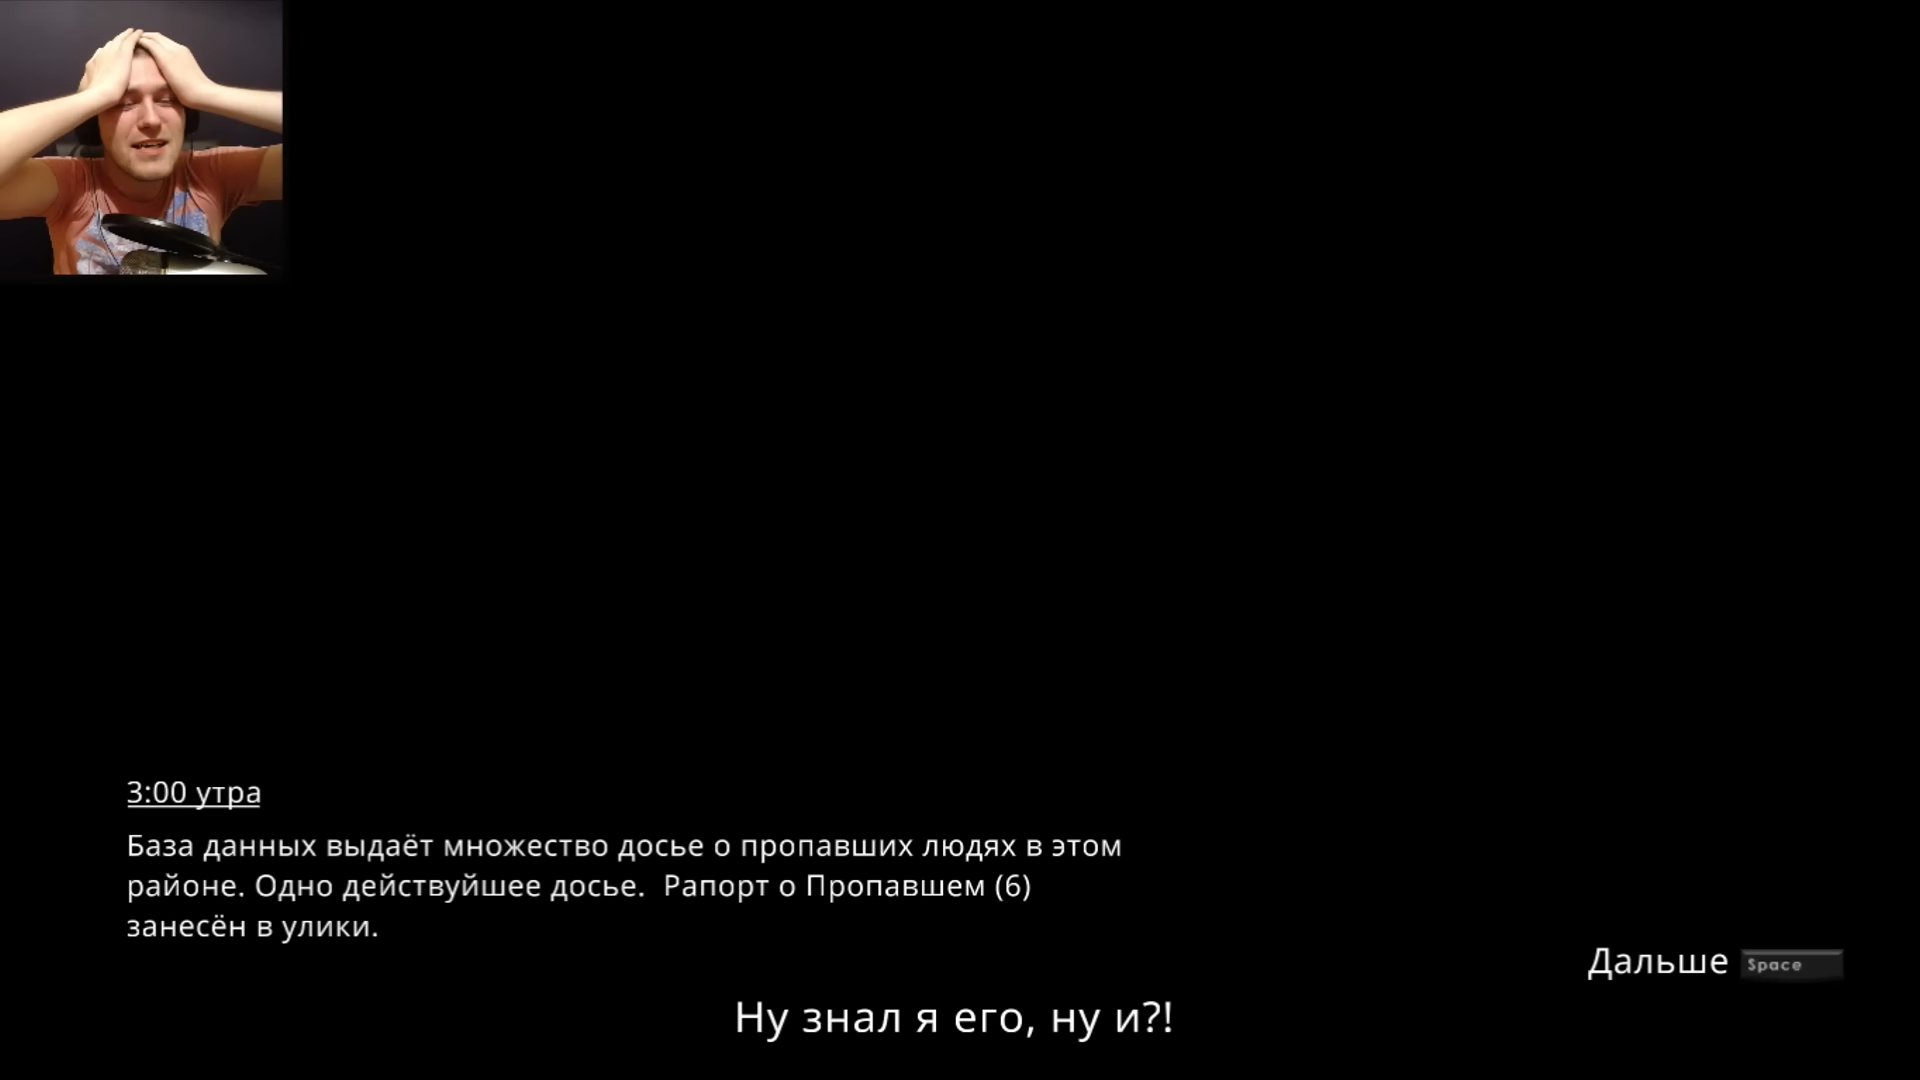 3:00 утра
База данных выдаёт множество досье о пропавших людях в этом
районе. Одно действуйшее досье.  Рапорт о Пропавшем (6)
занесён в улики.
Дальше Space
Ну знал я его, ну и?!